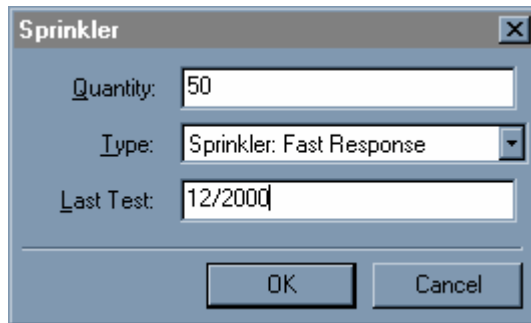 Sprinkler
Quantity: 50
Type: Sprinkler: Fast Response
Last Test: 12/2000
OK Cancel